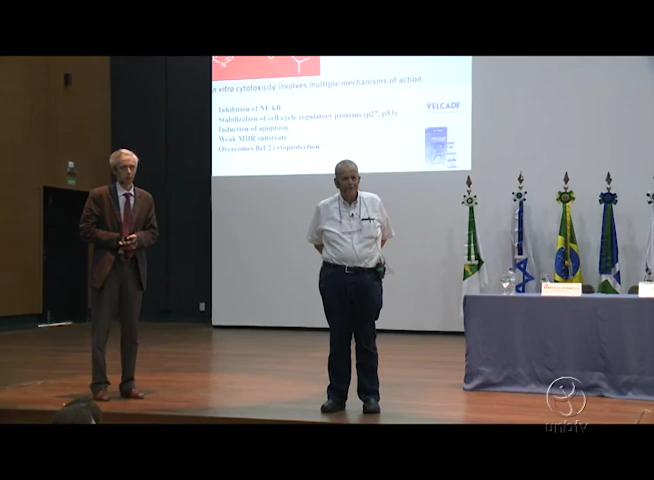 in vitro cytotoxicity involves multiple mechanisms of action
Inhibition of NF-kB
Stabilization of cell cycle regulatory proteins (p27, p53)
Induction of apoptosis
Weak MDR substrate
Overcomes Bcl-2 cytoprotection
VELCADE
unbtv